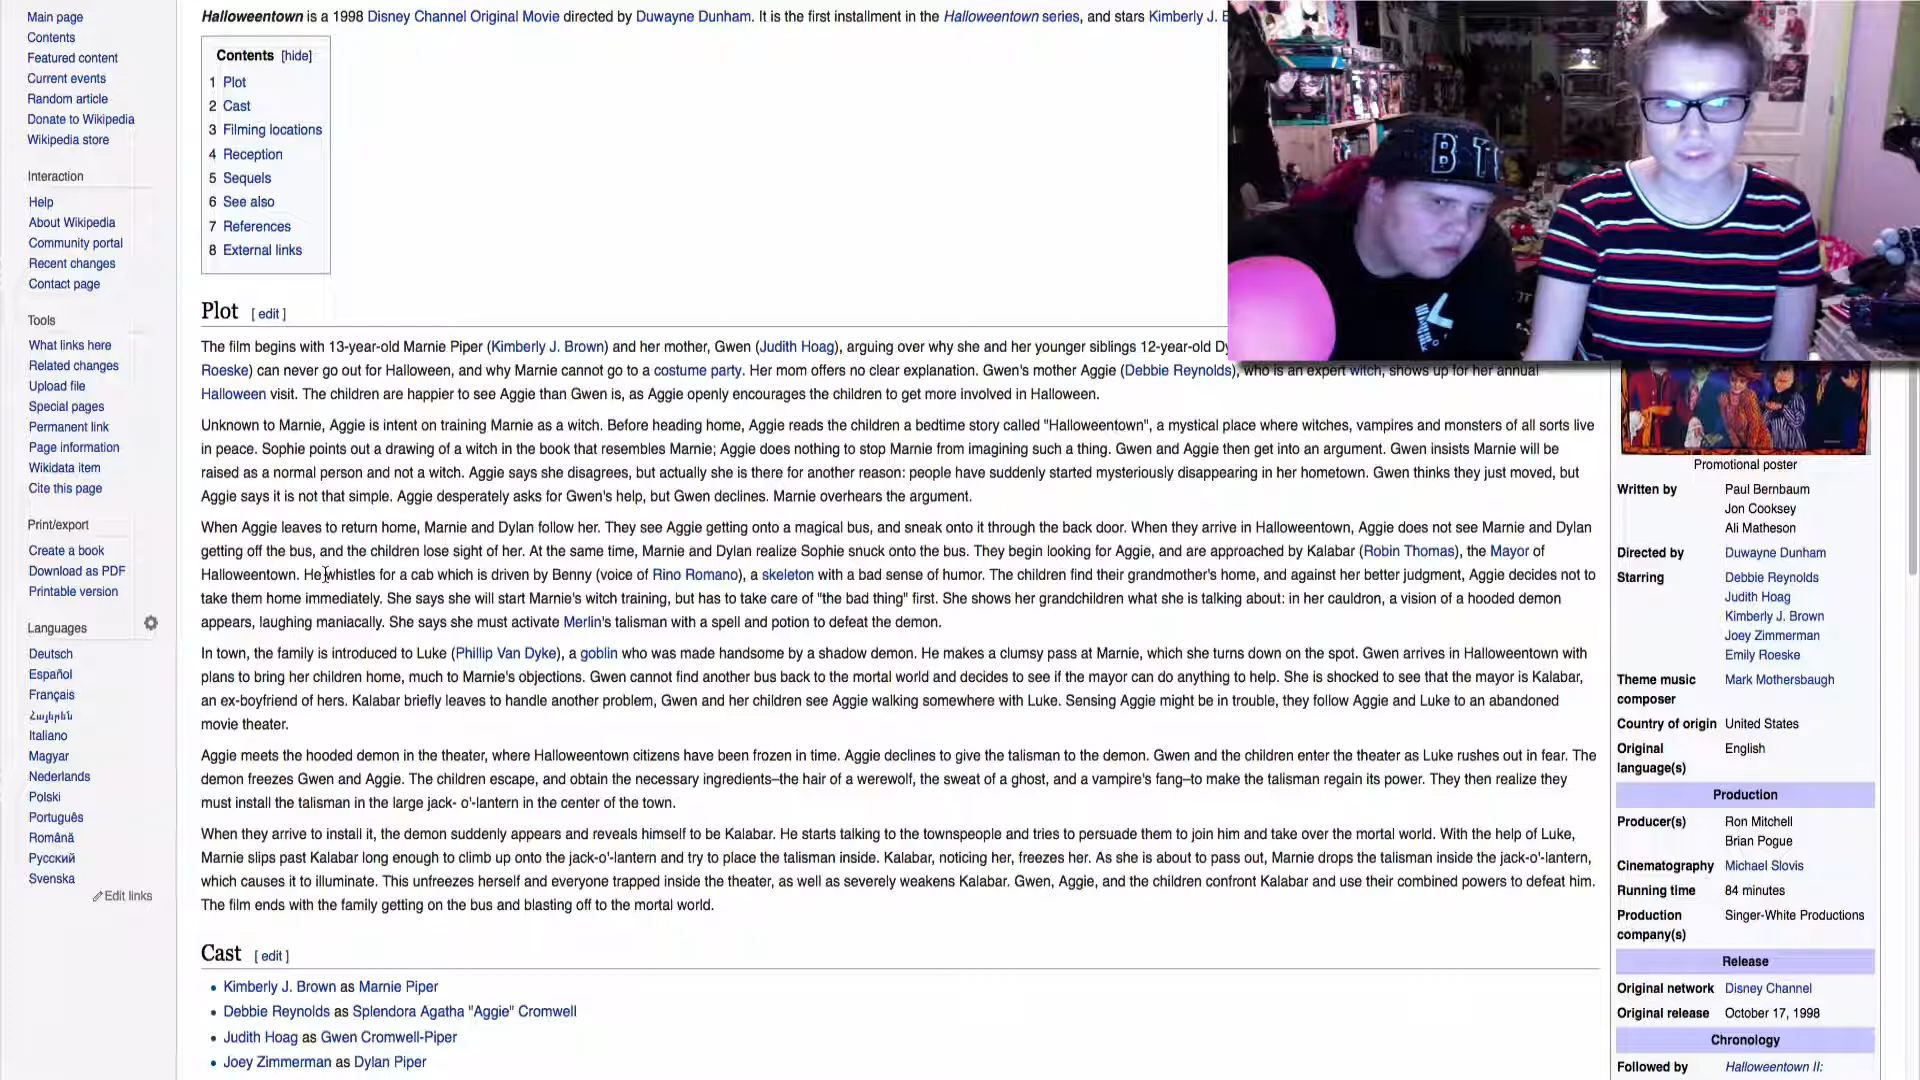 Main page
Contents
Featured content
Current events
Random article
Donate to Wikipedia
Wikipedia store
Interaction
Help
About Wikipedia
Community portal
Recent changes
Contact page
Tools
What links here
Related changes
Upload file
Special pages
Permanent link
Page information
Wikidata item
Cite this page
Print/export
Create a book
Download as PDF
Printable version
Languages
Deutsch
Español
Français
Հայերեն
Italiano
Magyar
Nederlands
Polski
Português
Română
Русский
Svenska
Edit links
Halloweentown is a 1998 Disney Channel Original Movie directed by Duwayne Dunham. It is the first installment in the Halloweentown series, and stars Kimberly J.
Contents [hide]
1 Plot
2 Cast
3 Filming locations
4 Reception
5 Sequels
6 See also
7 References
8 External links
Plot [ edit ]
The film begins with 13-year-old Marnie Piper (Kimberly J. Brown) and her mother, Gwen (Judith Hoag), arguing over why she and her younger siblings 12-year-old
Roeske) can never go out for Halloween, and why Marnie cannot go to a costume party. Her mom offers no clear explanation. Gwen's mother Aggie (Debbie Reynolds), who is an expert witch, shows up for her annual
Halloween visit. The children are happier to see Aggie than Gwen is, as Aggie openly encourages the children to get more involved in Halloween.
Unknown to Marnie, Aggie is intent on training Marnie as a witch. Before heading home, Aggie reads the children a bedtime story called "Halloweentown", a mystical place where witches, vampires and monsters of all sorts live
in peace. Sophie points out a drawing of a witch in the book that resembles Marnie; Aggie does nothing to stop Marnie from imagining such a thing. Gwen and Aggie then get into an argument. Gwen insists Marnie will be
raised as a normal person and not a witch. Aggie says she disagrees, but actually she is there for another reason: people have suddenly started mysteriously disappearing in her hometown. Gwen thinks they just moved, but
Aggie says it is not that simple. Aggie desperately asks for Gwen's help, but Gwen declines. Marnie overhears the argument.
When Aggie leaves to return home, Marnie and Dylan follow her. They see Aggie getting onto a magical bus, and sneak onto it through the back door. When they arrive in Halloweentown, Aggie does not see Marnie and Dylan
getting off the bus, and the children lose sight of her. At the same time, Marnie and Dylan realize Sophie snuck onto the bus. They begin looking for Aggie, and are approached by Kalabar (Robin Thomas), the Mayor of
Halloweentown. He whistles for a cab which is driven by Benny (voice of Rino Romano), a skeleton with a bad sense of humor. The children find their grandmother's home, and against her better judgment, Aggie decides not to
take them home immediately. She says she will start Marnie's witch training, but has to take care of "the bad thing" first. She shows her grandchildren what she is talking about: in her cauldron, a vision of a hooded demon
appears, laughing maniacally. She says she must activate Merlin's talisman with a spell and potion to defeat the demon.
In town, the family is introduced to Luke (Phillip Van Dyke), a goblin who was made handsome by a shadow demon. He makes a clumsy pass at Marnie, which she turns down on the spot. Gwen arrives in Halloweentown with
plans to bring her children home, much to Marnie's objections. Gwen cannot find another bus back to the mortal world and decides to see if the mayor can do anything to help. She is shocked to see that the mayor is Kalabar,
an ex-boyfriend of hers. Kalabar briefly leaves to handle another problem, Gwen and her children see Aggie walking somewhere with Luke. Sensing Aggie might be in trouble, they follow Aggie and Luke to an abandoned
movie theater.
Aggie meets the hooded demon in the theater, where Halloweentown citizens have been frozen in time. Aggie declines to give the talisman to the demon. Gwen and the children enter the theater as Luke rushes out in fear. The
demon freezes Gwen and Aggie. The children escape, and obtain the necessary ingredients–the hair of a werewolf, the sweat of a ghost, and a vampire's fang–to make the talisman regain its power. They then realize they
must install the talisman in the large jack- o'-lantern in the center of the town.
When they arrive to install it, the demon suddenly appears and reveals himself to be Kalabar. He starts talking to the townspeople and tries to persuade them to join him and take over the mortal world. With the help of Luke,
Marnie slips past Kalabar long enough to climb up onto the jack-o'-lantern and try to place the talisman inside. Kalabar, noticing her, freezes her. As she is about to pass out, Marnie drops the talisman inside the jack-o'-lantern,
which causes it to illuminate. This unfreezes herself and everyone trapped inside the theater, as well as severely weakens Kalabar. Gwen, Aggie, and the children confront Kalabar and use their combined powers to defeat him.
The film ends with the family getting on the bus and blasting off to the mortal world.
Cast [ edit ]
Kimberly J. Brown as Marnie Piper
Debbie Reynolds as Splendora Agatha "Aggie" Cromwell
Judith Hoag as Gwen Cromwell-Piper
Joey Zimmerman as Dylan Piper
Promotional poster
Written by Paul Bernbaum
Jon Cooksey
Ali Matheson
Directed by Duwayne Dunham
Starring Debbie Reynolds
Judith Hoag
Kimberly J. Brown
Joey Zimmerman
Emily Roeske
Theme music composer Mark Mothersbaugh
Country of origin United States
Original language(s) English
Production
Producer(s) Ron Mitchell
Brian Pogue
Cinematography Michael Slovis
Running time 84 minutes
Production company(s) Singer-White Productions
Release
Original network Disney Channel
Original release October 17, 1998
Chronology
Followed by Halloweentown II: